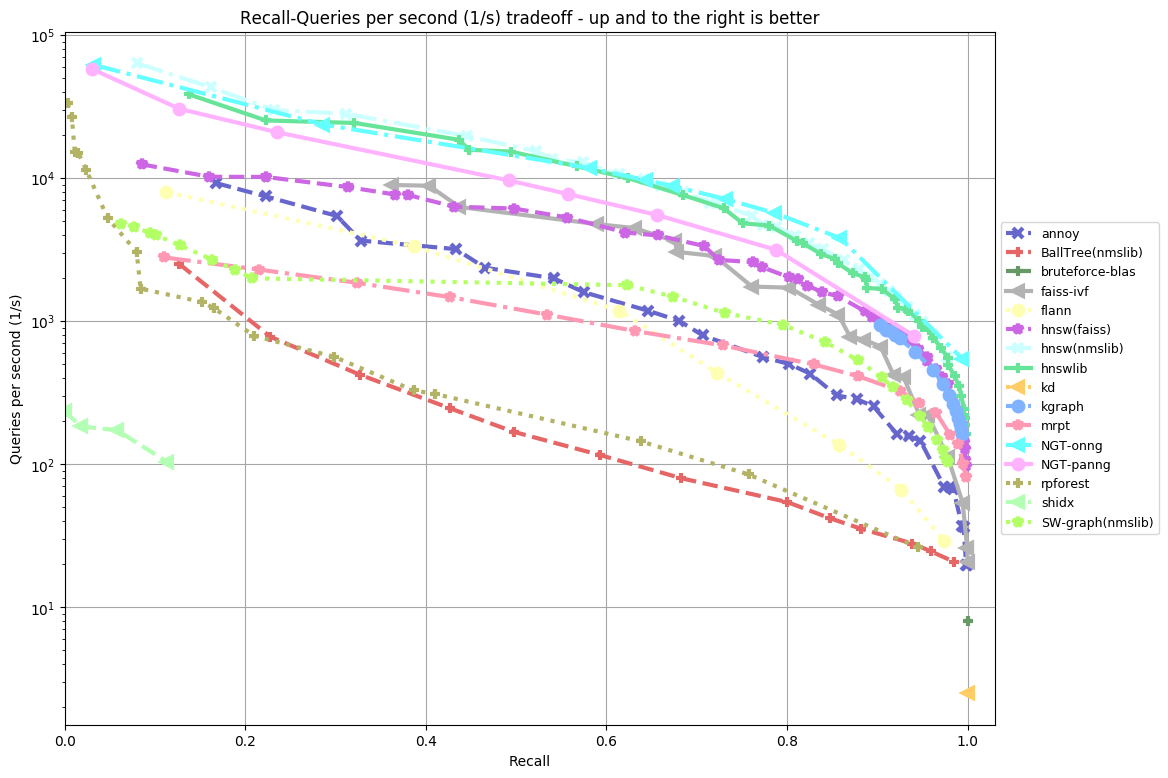 Recall-Queries per second (1/s) tradeoff - up and to the right is better
Queries per second (1/s)
10^5
10^4
10^3
10^2
10^1
0.0 0.2 0.4 0.6 0.8 1.0
Recall
annoy
BallTree(nmslib)
bruteforce-blas
faiss-ivf
flann
hnsw(faiss)
hnsw(nmslib)
hnswlib
kd
kgraph
mrpt
NGT-onng
NGT-panng
rpforest
shidx
SW-graph(nmslib)